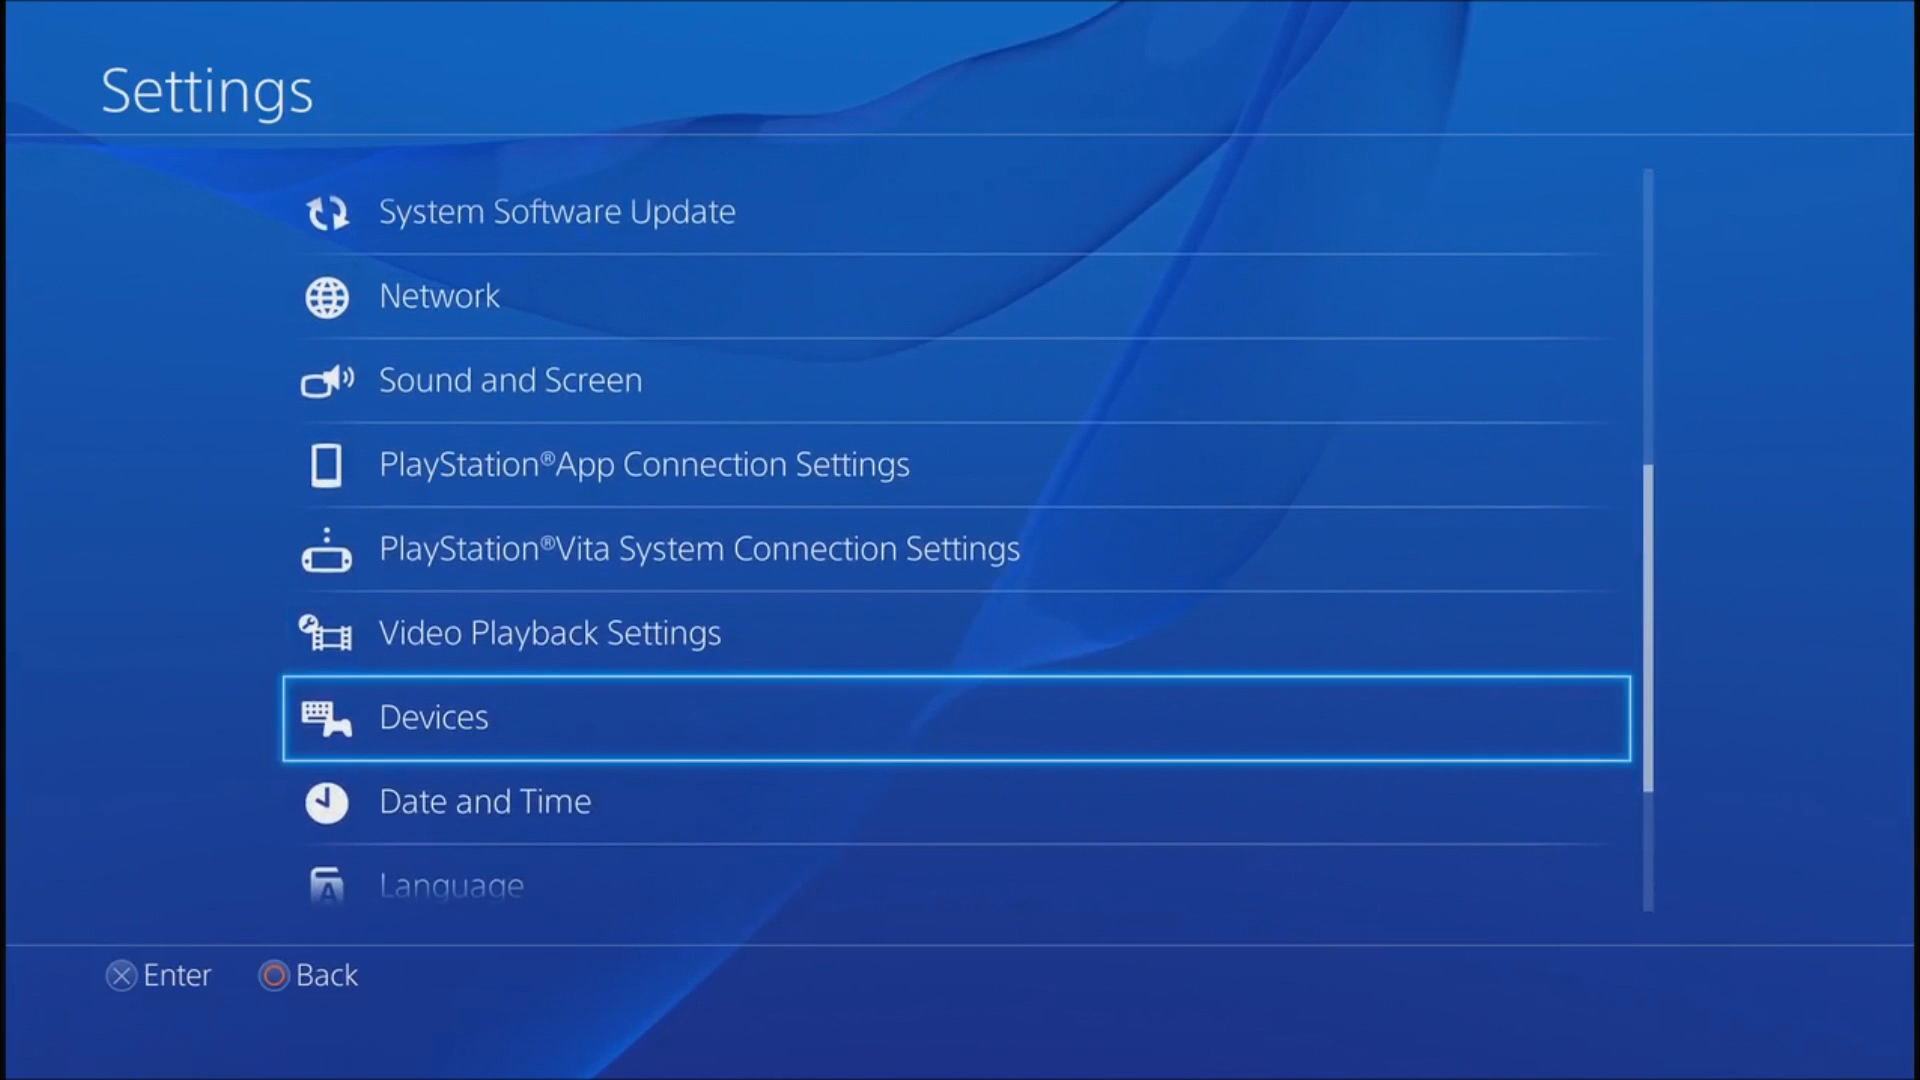 Settings
System Software Update
Network
Sound and Screen
PlayStation®App Connection Settings
PlayStation®Vita System Connection Settings
Video Playback Settings
Devices
Date and Time
Language
Enter Back